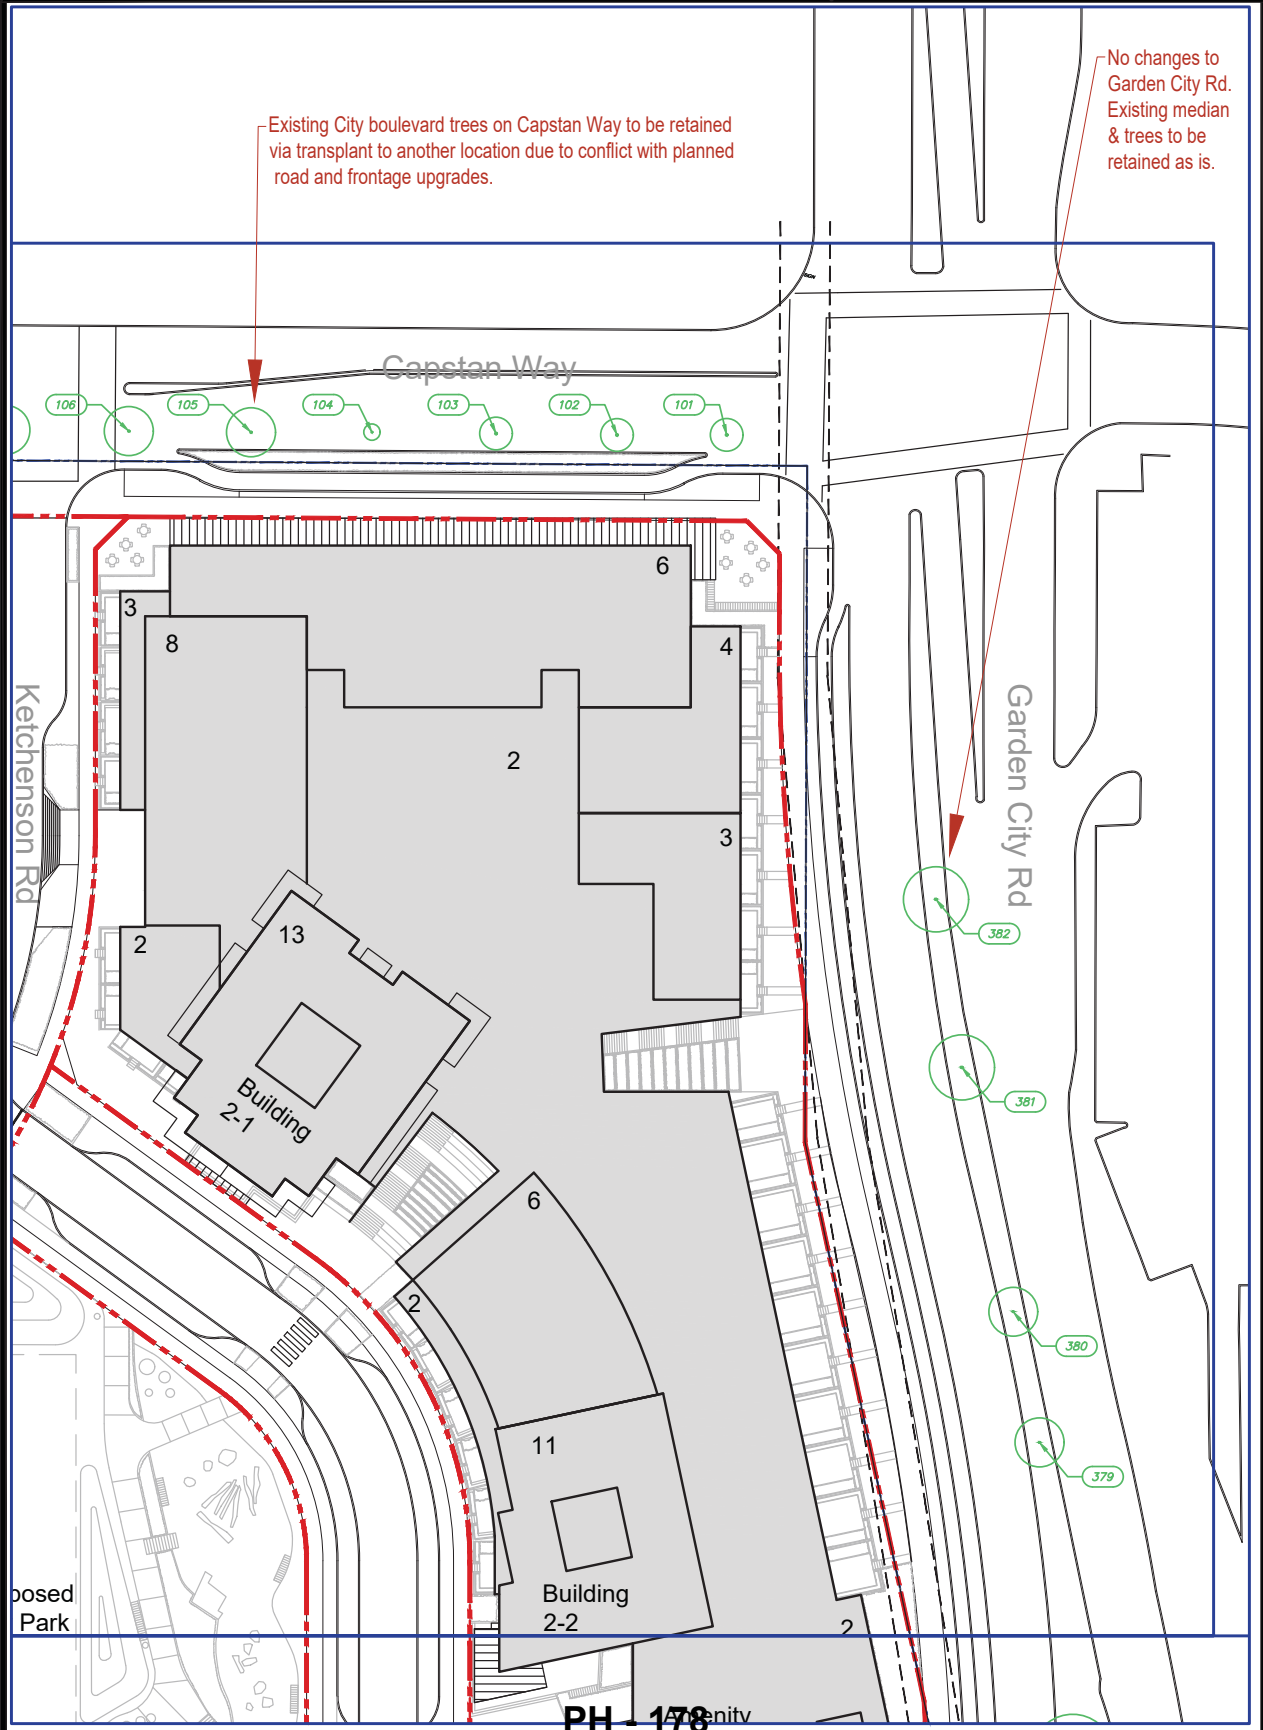 No changes to
Garden City Rd.
Existing median
& trees to be
retained as is.
Existing City boulevard trees on Capstan Way to be retained
via transplant to another location due to conflict with planned
road and frontage upgrades.
Capstan Way
106
105
104
103
102
101
6
3
8
4
2
3
Ketchenson Rd
Garden City Rd
382
13
2
381
Building
2-1
6
2
380
11
379
Building
2-2
posed
Park
2
Amenity
PH - 178